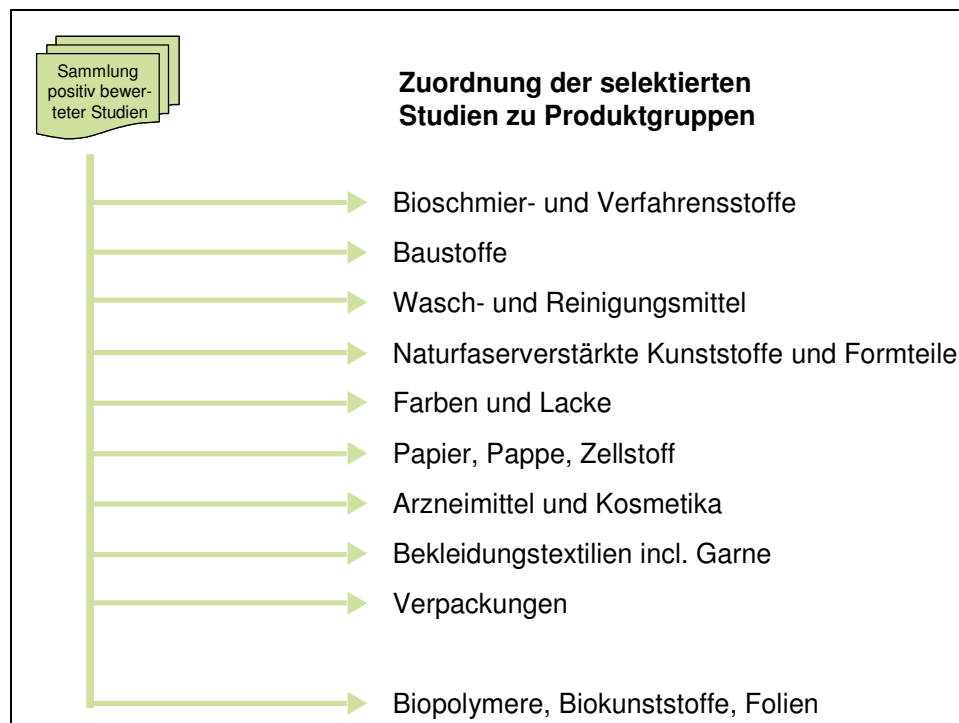 Sammlung
positiv bewer-
teter Studien
Zuordnung der selektierten
Studien zu Produktgruppen
Bioschmier- und Verfahrensstoffe
Baustoffe
Wasch- und Reinigungsmittel
Naturfaserverstärkte Kunststoffe und Formteile
Farben und Lacke
Papier, Pappe, Zellstoff
Arzneimittel und Kosmetika
Bekleidungstextilien incl. Garne
Verpackungen
Biopolymere, Biokunststoffe, Folien